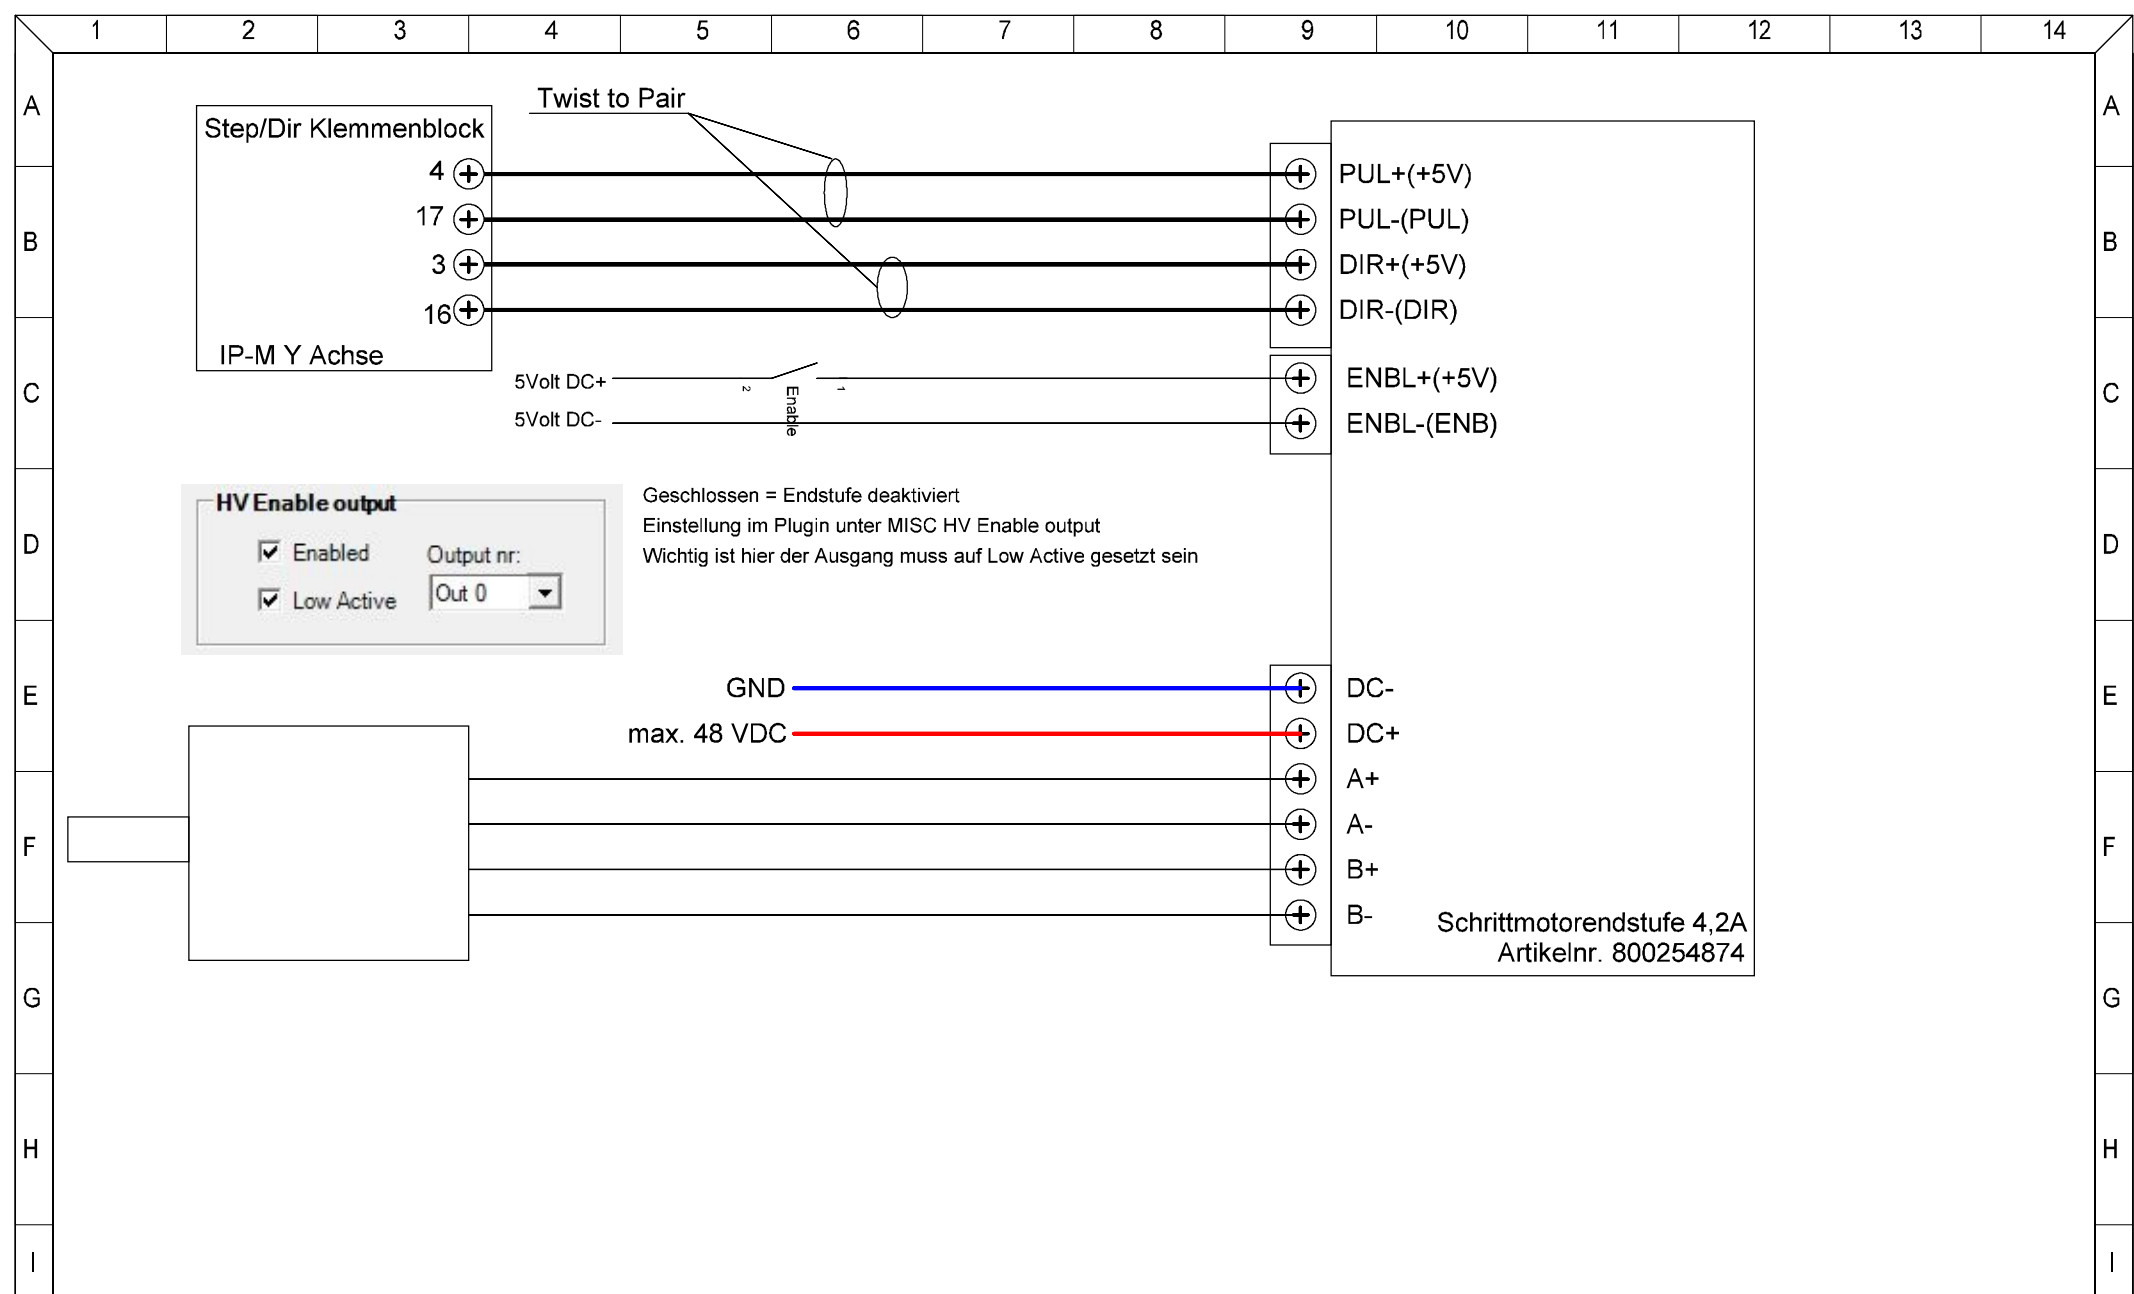 1 2 3 4 5 6 7 8 9 10 11 12 13 14
A A
Twist to Pair
Step/Dir Klemmenblock
4 PUL+(+5V)
17 PUL-(PUL)
B B
3 DIR+(+5V)
16 DIR-(DIR)
IP-M Y Achse
5Volt DC+ 2 Enable 1 ENBL+(+5V)
C C
5Volt DC- ENBL-(ENB)
HV Enable output
Enabled
Output nr:
Out 0
Low Active
Geschlossen = Endstufe deaktiviert
Einstellung im Plugin unter MISC HV Enable output
Wichtig ist hier der Ausgang muss auf Low Active gesetzt sein
D D
GND DC-
E E
max. 48 VDC DC+
A+
A-
F F
B+
B-
Schrittmotorendstufe 4,2A
Artikelnr. 800254874
G G
H H
I I